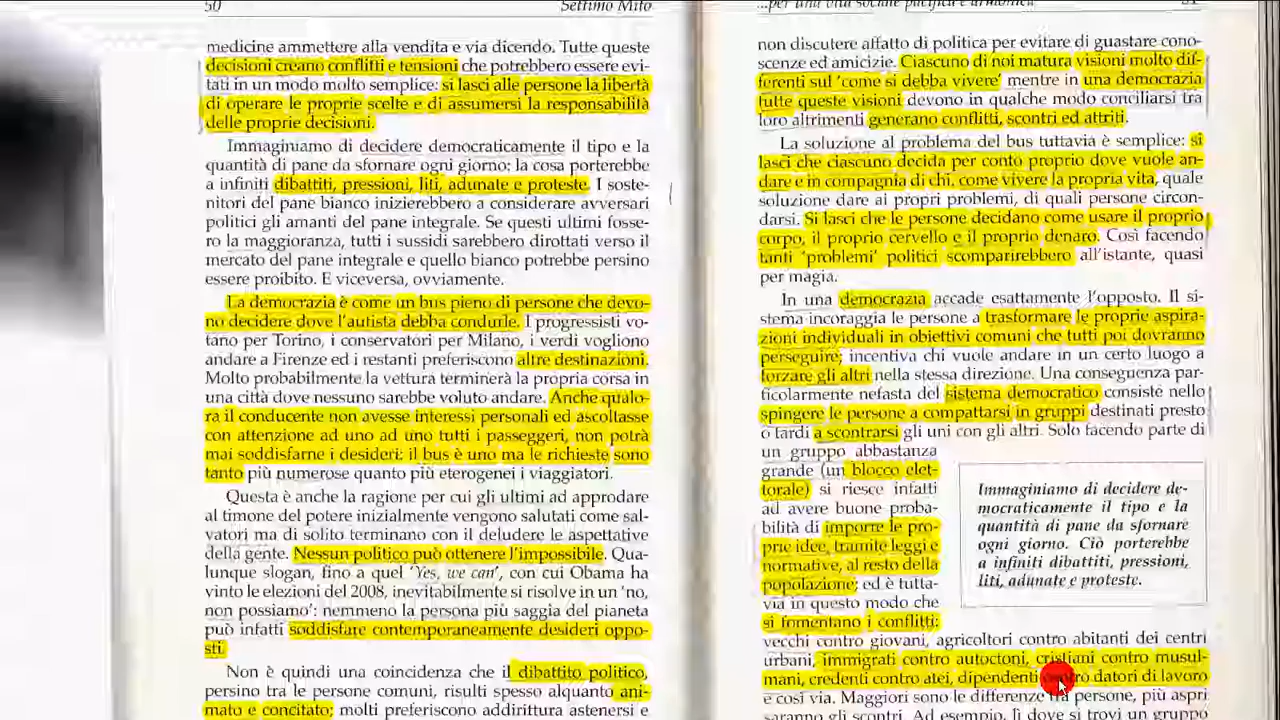 50 Settimo Mito
medicine ammettere alla vendita e via dicendo. Tutte queste
decisioni creano conflitti e tensioni che potrebbero essere evi-
tati in un modo molto semplice: si lasci alle persone la libertà
di operare le proprie scelte e di assumersi la responsabilità
delle proprie decisioni.
Immaginiamo di decidere democraticamente il tipo e la
quantità di pane da sfornare ogni giorno: la cosa porterebbe
a infiniti dibattiti, pressioni, liti, adunate e proteste. I soste-
nitori del pane bianco inizierebbero a considerare avversari
politici gli amanti del pane integrale. Se questi ultimi fosse-
ro la maggioranza, tutti i sussidi sarebbero dirottati verso il
mercato del pane integrale e quello bianco potrebbe persino
essere proibito. E viceversa, ovviamente.
La democrazia è come un bus pieno di persone che devo-
no decidere dove l'autista debba condurle. I progressisti vo-
tano per Torino, i conservatori per Milano, i verdi vogliono
andare a Firenze ed i restanti preferiscono altre destinazioni.
Molto probabilmente la vettura terminerà la propria corsa in
una città dove nessuno sarebbe voluto andare. Anche qualo-
ra il conducente non avesse interessi personali ed ascoltasse
con attenzione ad uno ad uno tutti i passeggeri, non potrà
mai soddisfarne i desideri: il bus è uno ma le richieste sono
tanto più numerose quanto più eterogenei i viaggiatori.
Questa è anche la ragione per cui gli ultimi ad approdare
al timone del potere inizialmente vengono salutati come sal-
vatori ma di solito terminano con il deludere le aspettative
della gente. Nessun politico può ottenere l'impossibile. Qua-
lunque slogan, fino a quel 'Yes, we can', con cui Obama ha
vinto le elezioni del 2008, inevitabilmente si risolve in un 'no,
non possiamo': nemmeno la persona più saggia del pianeta
può infatti soddisfare contemporaneamente desideri oppo-
sti.
Non è quindi una coincidenza che il dibattito politico,
persino tra le persone comuni, risulti spesso alquanto ani-
mato e concitato; molti preferiscono addirittura astenersi e
...per una vita sociale pacifica e armonica
non discutere affatto di politica per evitare di guastare cono-
scenze ed amicizie. Ciascuno di noi matura visioni molto dif-
ferenti sul 'come si debba vivere' mentre in una democrazia
tutte queste visioni devono in qualche modo conciliarsi tra
loro altrimenti generano conflitti, scontri ed attriti.
La soluzione al problema del bus tuttavia è semplice: si
lasci che ciascuno decida per conto proprio dove vuole an-
dare e in compagnia di chi, come vivere la propria vita, quale
soluzione dare ai propri problemi, di quali persone circon-
darsi. Si lasci che le persone decidano come usare il proprio
corpo, il proprio cervello e il proprio denaro. Così facendo
tanti 'problemi' politici scomparirebbero all'istante, quasi
per magia.
In una democrazia accade esattamente l'opposto. Il si-
stema incoraggia le persone a trasformare le proprie aspira-
zioni individuali in obiettivi comuni che tutti poi dovranno
perseguire; incentiva chi vuole andare in un certo luogo a
forzare gli altri nella stessa direzione. Una conseguenza par-
ticolarmente nefasta del sistema democratico consiste nello
spingere le persone a compattarsi in gruppi destinati presto
o tardi a scontrarsi gli uni con gli altri. Solo facendo parte di
un gruppo abbastanza
grande (un blocco elet-
torale) si riesce infatti
ad avere buone proba-
bilità di imporre le pro-
prie idee, tramite leggi e
normative, al resto della
popolazione; ed è tutta-
via in questo modo che
si fomentano i conflitti:
Immaginiamo di decidere de-
mocraticamente il tipo e la
quantità di pane da sfornare
ogni giorno. Ciò porterebbe
a infiniti dibattiti, pressioni,
liti, adunate e proteste.
vecchi contro giovani, agricoltori contro abitanti dei centri
urbani, immigrati contro autoctoni, cristiani contro musul-
mani, credenti contro atei, dipendenti contro datori di lavoro
e così via. Maggiori sono le differenze tra persone, più aspri
saranno gli scontri. Ad esempio, lì dove si trovi un gruppo